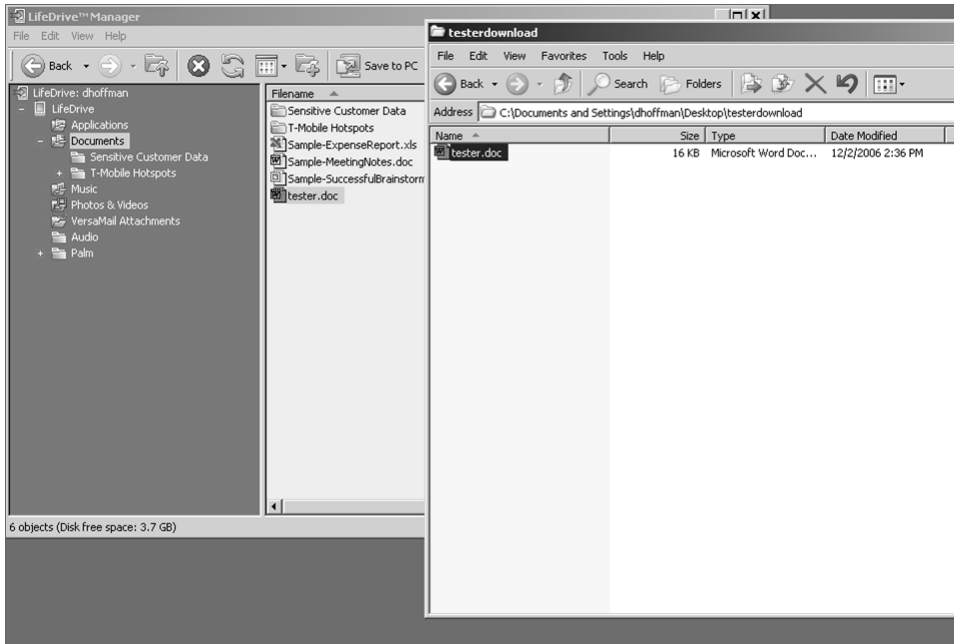 LifeDrive™ Manager
File Edit View Help
Back
Save to PC
LifeDrive: dhoffman
LifeDrive
Applications
Documents
Sensitive Customer Data
T-Mobile Hotspots
Music
Photos & Videos
VersaMail Attachments
Audio
Palm
Filename
Sensitive Customer Data
T-Mobile Hotspots
Sample-ExpenseReport.xls
Sample-MeetingNotes.doc
Sample-SuccessfulBrainstorm
tester.doc
6 objects (Disk free space: 3.7 GB)
testerdownload
File Edit View Favorites Tools Help
Back Search Folders
Address C:\Documents and Settings\dhoffman\Desktop\testerdownload
Name Size Type Date Modified
tester.doc 16 KB Microsoft Word Doc... 12/2/2006 2:36 PM